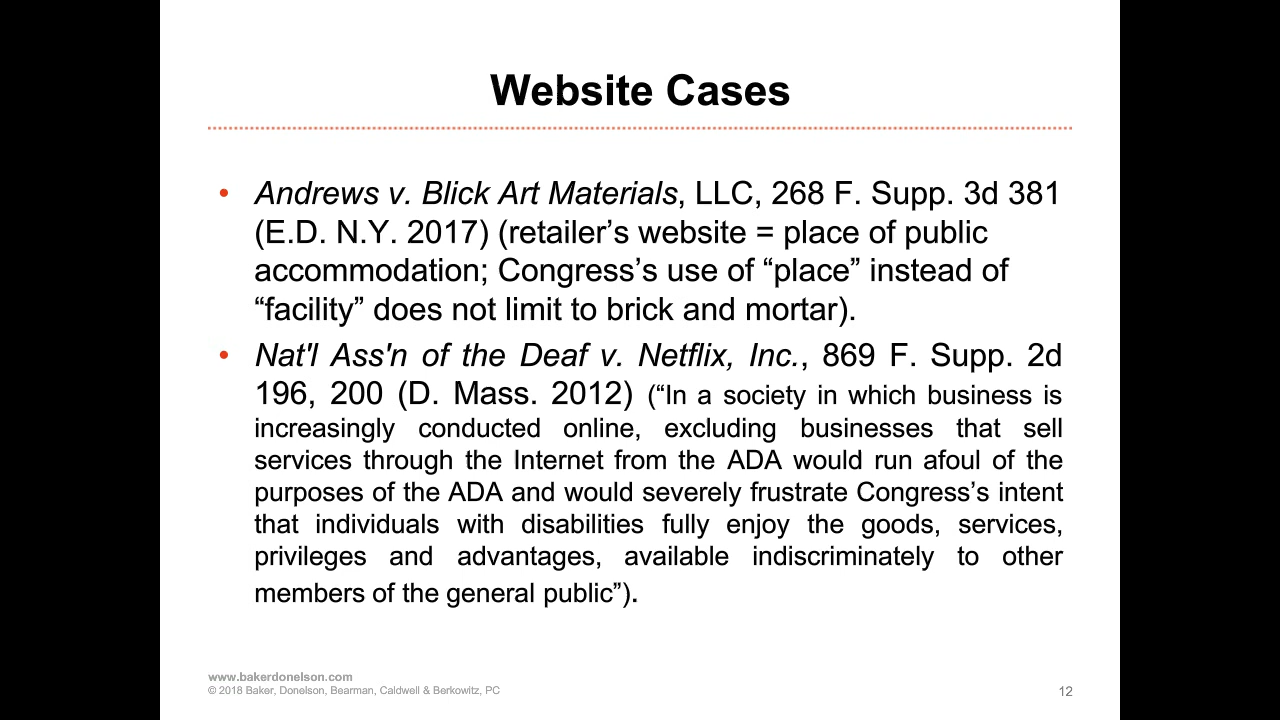 Website Cases
• Andrews v. Blick Art Materials, LLC, 268 F. Supp. 3d 381
(E.D. N.Y. 2017) (retailer’s website = place of public
accommodation; Congress’s use of “place” instead of
“facility” does not limit to brick and mortar).
• Nat'l Ass'n of the Deaf v. Netflix, Inc., 869 F. Supp. 2d
196, 200 (D. Mass. 2012) (“In a society in which business is
increasingly conducted online, excluding businesses that sell
services through the Internet from the ADA would run afoul of the
purposes of the ADA and would severely frustrate Congress’s intent
that individuals with disabilities fully enjoy the goods, services,
privileges and advantages, available indiscriminately to other
members of the general public”).
www.bakerdonelson.com
© 2018 Baker, Donelson, Bearman, Caldwell & Berkowitz, PC
12